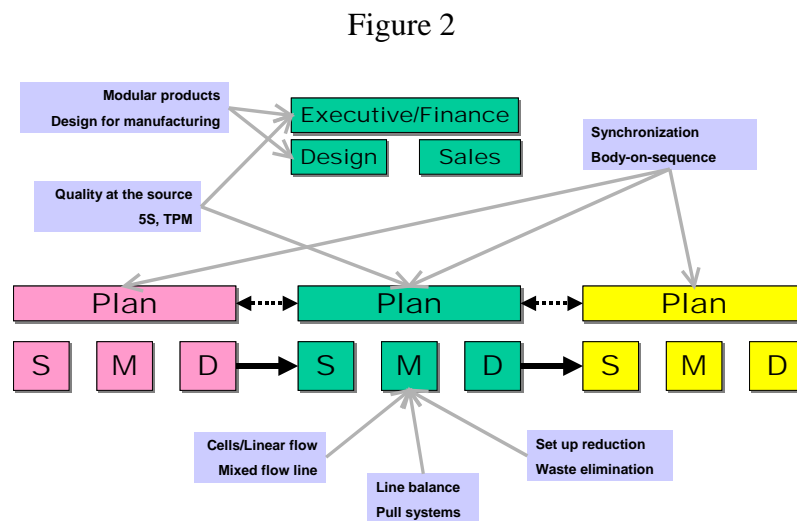 Figure 2
Modular products
Design for manufacturing
Executive/Finance
Design
Sales
Synchronization
Body-on-sequence
Quality at the source
5S, TPM
Plan
Plan
Plan
S
M
D
S
M
D
S
M
D
Cells/Linear flow
Mixed flow line
Set up reduction
Waste elimination
Line balance
Pull systems